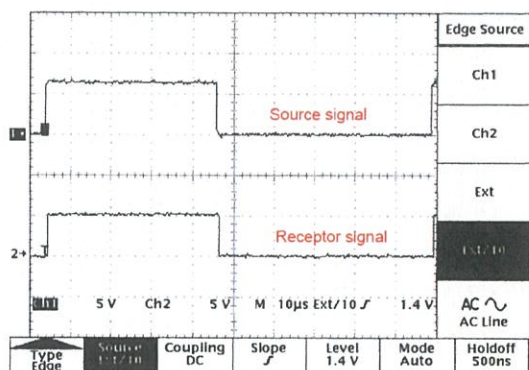 Edge Source
Ch1
Source signal
Ch2
Ext
Receptor signal
2
5 V Ch2 5 V M 10µs Ext/10 1.4 V
AC
AC Line
Type
Edge
Source
Coupling
DC
Slope
Level
1.4 V
Mode
Auto
Holdoff
500ns